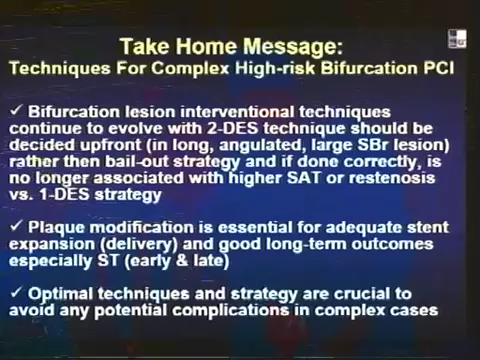 Take Home Message:
Techniques For Complex High-risk Bifurcation PCI
✓ Bifurcation lesion interventional techniques
continue to evolve with 2-DES technique should be
decided upfront (in long, angulated, large SBr lesion)
rather then bail-out strategy and if done correctly, is
no longer associated with higher SAT or restenosis
vs. 1-DES strategy
✓ Plaque modification is essential for adequate stent
expansion (delivery) and good long-term outcomes
especially ST (early & late)
✓ Optimal techniques and strategy are crucial to
avoid any potential complications in complex cases